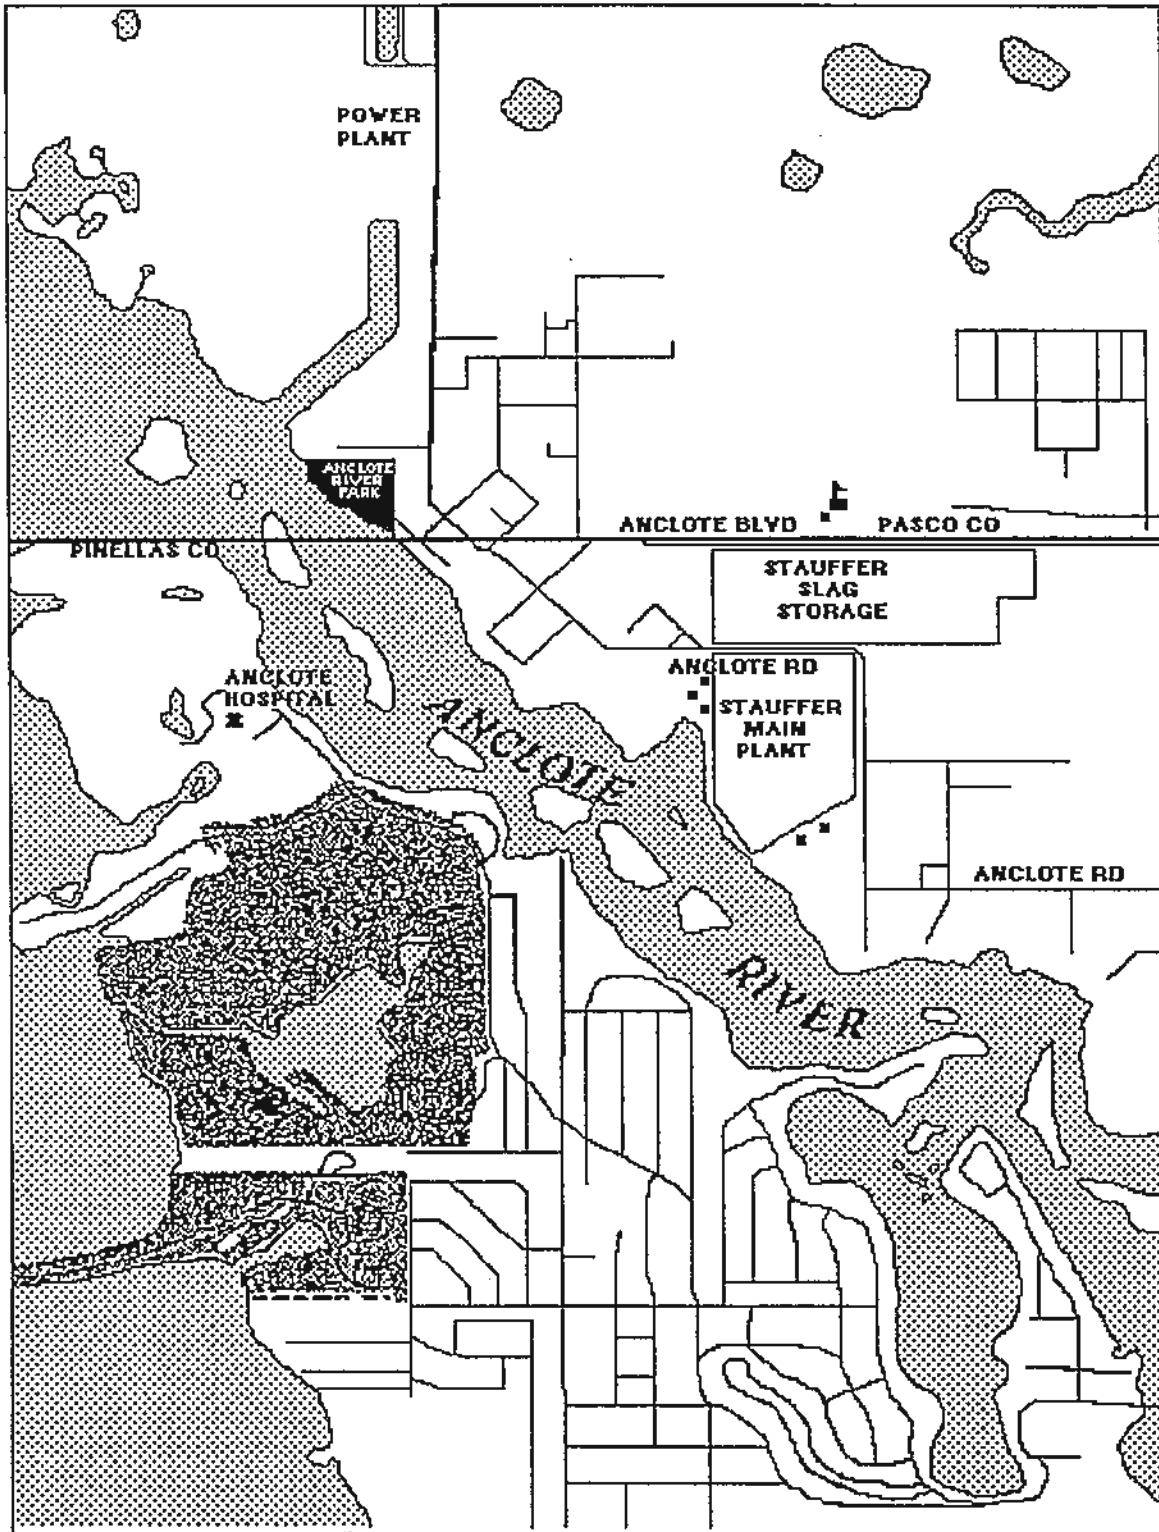 POWER
PLANT
ANCLOTE
RIVER
PARK
ANCLOTE BLVD
PASCO CO
PINELLAS CO
STAUFFER
SLAG
STORAGE
ANCLOTE RD
ANCLOTE
HOSPITAL
STAUFFER
MAIN
PLANT
ANCLOTE
ANCLOTE RD
RIVER